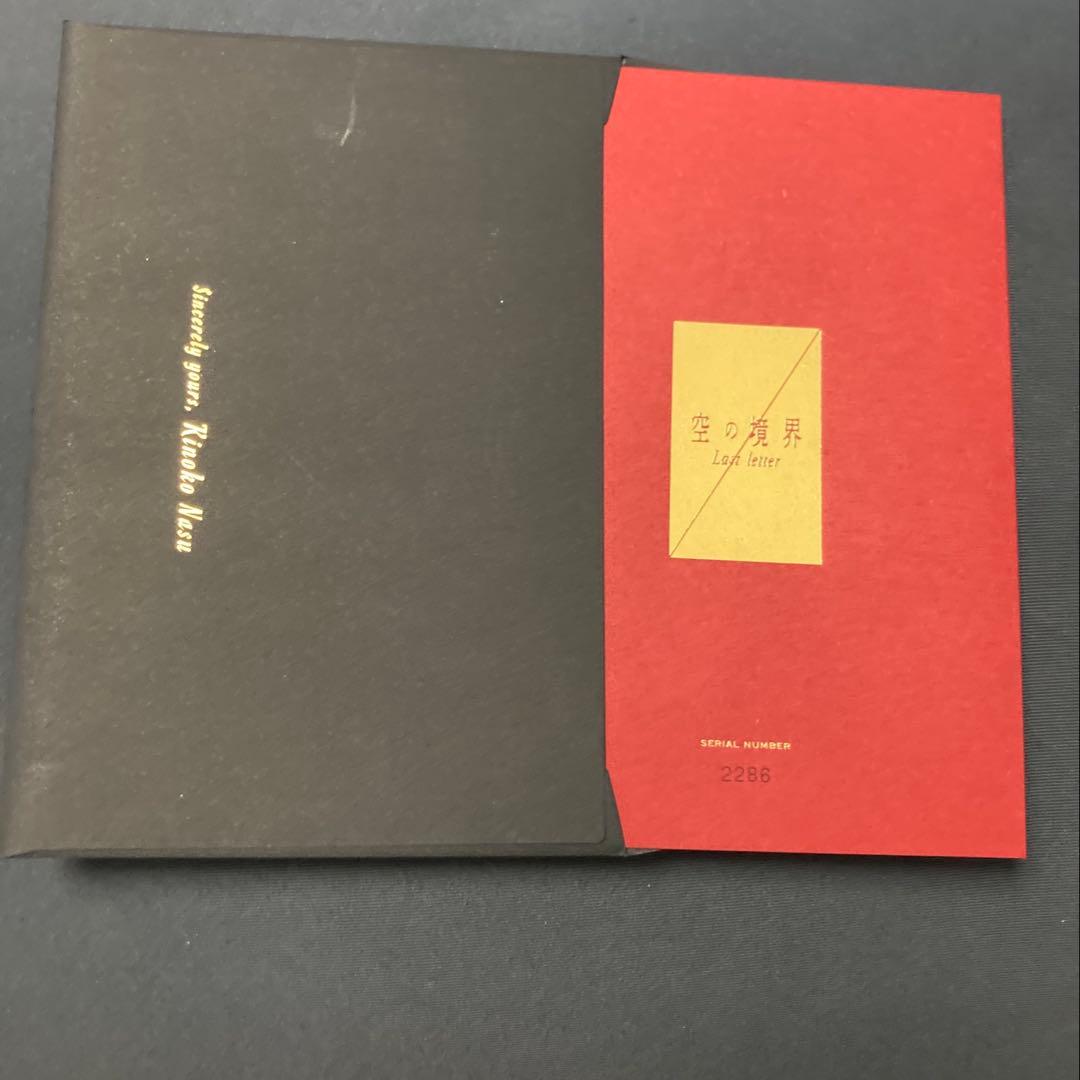 Sincerely yours, Kinoko Nasu
空の境界
Last letter
SERIAL NUMBER
2286